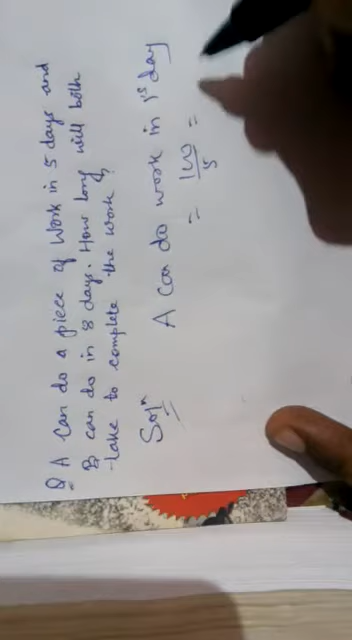 Q. A can do a piece of work in 5 days and
B can do in 8 days. How long will both
take to complete the work?
Solⁿ A can do work in 1st day
= 100/5 =